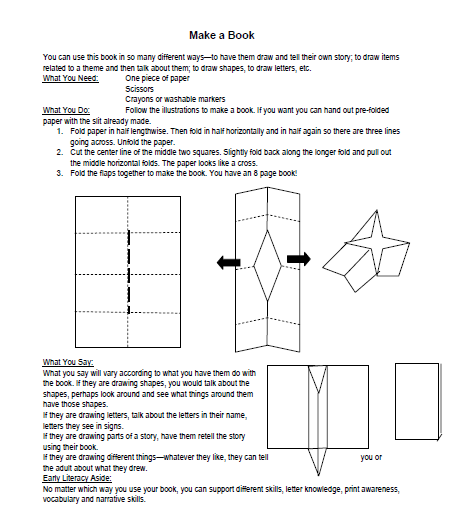 Make a Book
You can use this book in so many different ways—to have them draw and tell their own story; to draw items
related to a theme and then talk about them; to draw shapes, to draw letters, etc.
What You Need: One piece of paper
Scissors
Crayons or washable markers
What You Do: Follow the illustrations to make a book. If you want you can hand out pre-folded
paper with the slit already made.
1. Fold paper in half lengthwise. Then fold in half horizontally and in half again so there are three lines
going across. Unfold the paper.
2. Cut the center line of the middle two squares. Slightly fold back along the longer fold and pull out
the middle horizontal folds. The paper looks like a cross.
3. Fold the flaps together to make the book. You have an 8 page book!
What You Say:
What you say will vary according to what you have them do with
the book. If they are drawing shapes, you would talk about the
shapes, perhaps look around and see what things around them
have those shapes.
If they are drawing letters, talk about the letters in their name,
letters they see in signs.
If they are drawing parts of a story, have them retell the story
using their book.
If they are drawing different things—whatever they like, they can tell you or
the adult about what they drew.
Early Literacy Aside:
No matter which way you use your book, you can support different skills, letter knowledge, print awareness,
vocabulary and narrative skills.